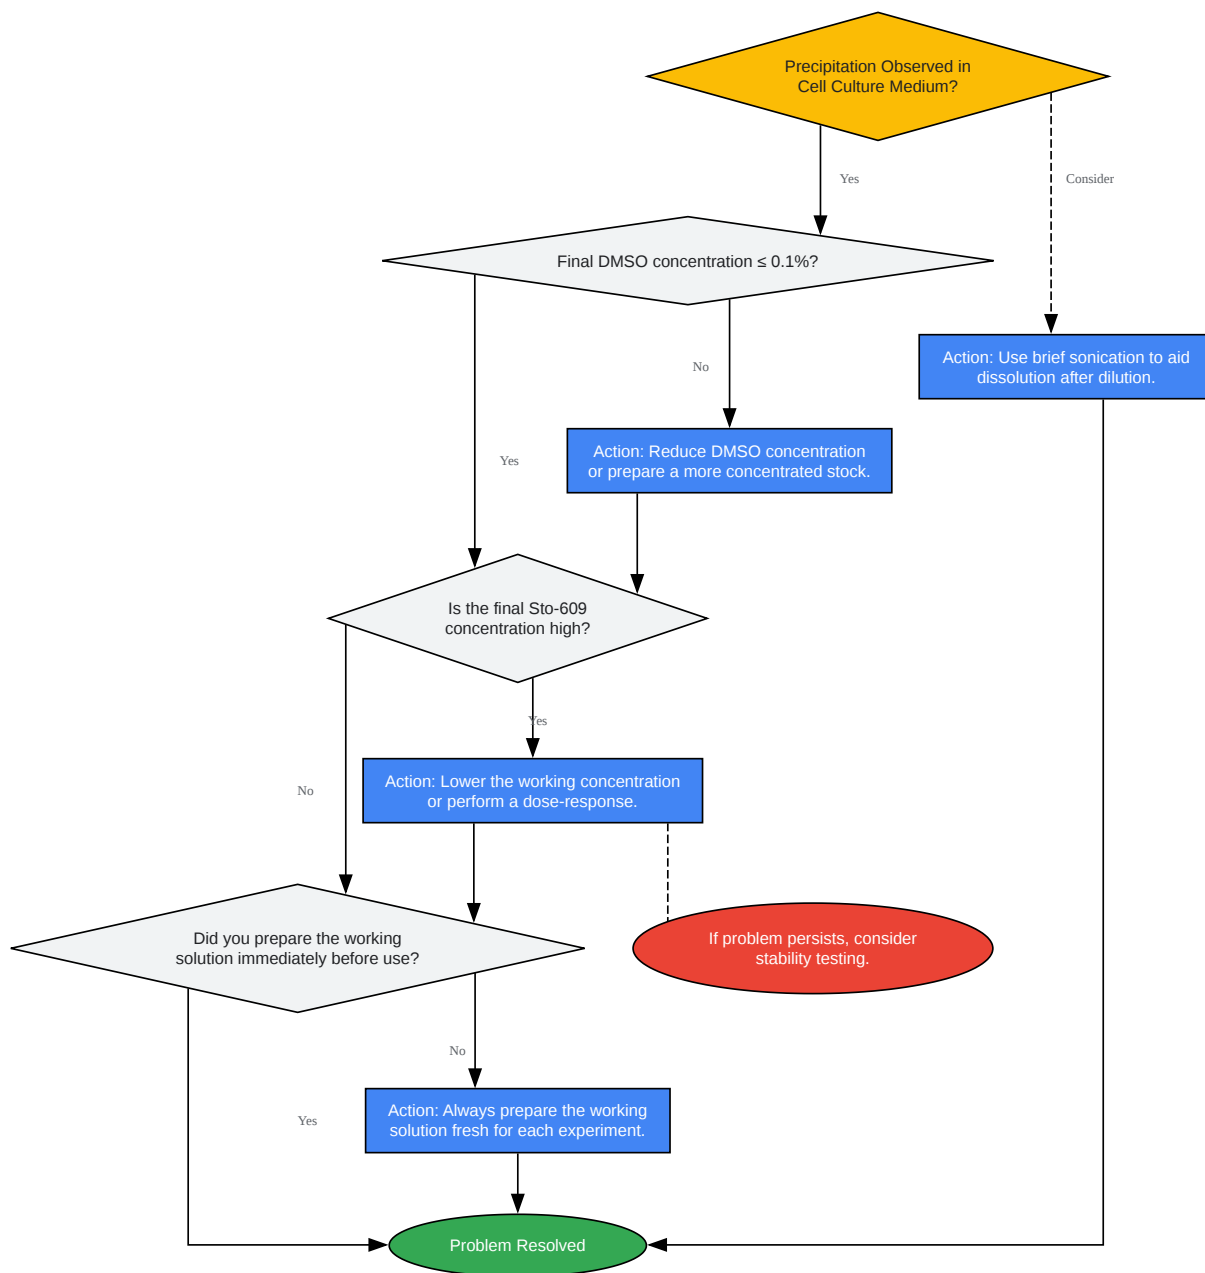 Precipitation Observed in
Cell Culture Medium?
Yes
Consider
Final DMSO concentration ≤ 0.1%?
No
Action: Use brief sonication to aid
dissolution after dilution.
Yes
Action: Reduce DMSO concentration
or prepare a more concentrated stock.
Is the final Sto-609
concentration high?
Yes
No
Action: Lower the working concentration
or perform a dose-response.
Did you prepare the working
solution immediately before use?
If problem persists, consider
stability testing.
No
Yes
Action: Always prepare the working
solution fresh for each experiment.
Problem Resolved